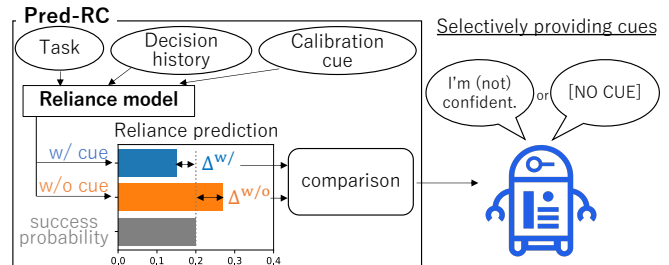 Pred-RC
Task
Decision
history
Calibration
cue
Reliance model
Reliance prediction
w/ cue
w/o cue
success
probability
Δw/
Δw/o
0,0
0,1
0,2
0,3
0,4
comparison
Selectively providing cues
I'm (not)
confident.
or
[NO CUE]